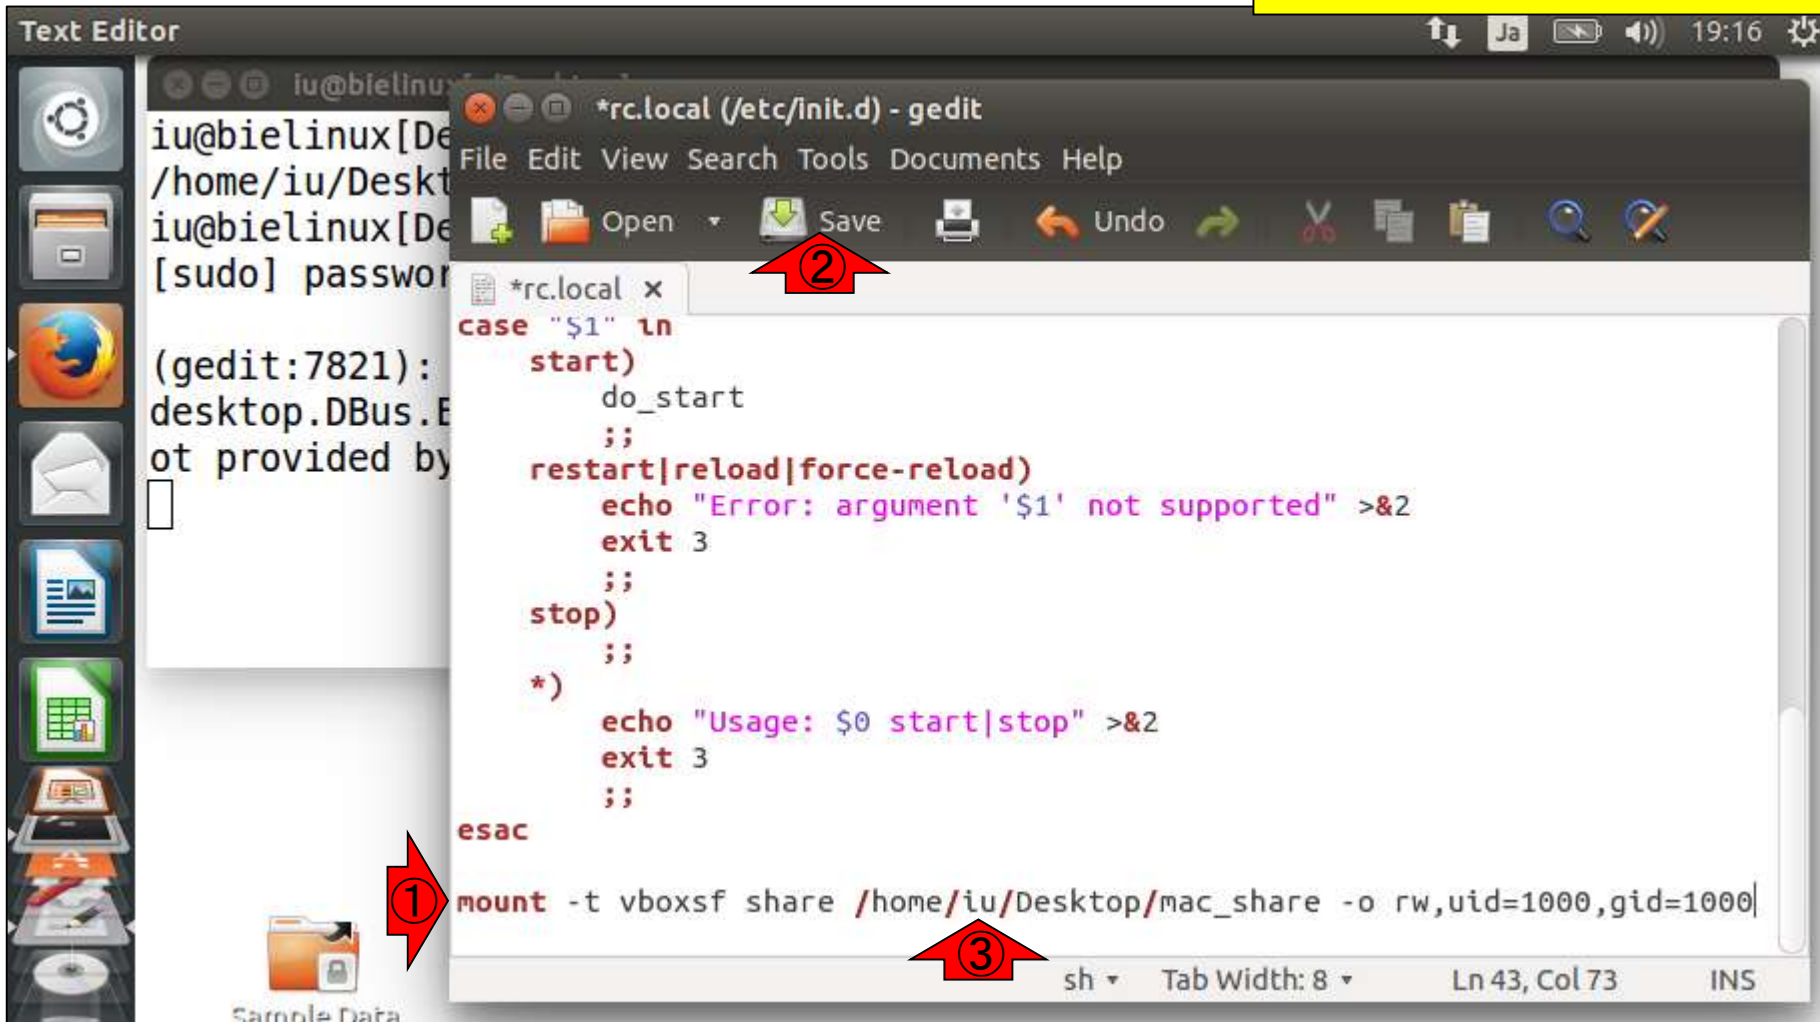 Text Editor
Ja
19:16
iu@bielinux[
*rc.local (/etc/init.d) - gedit
iu@bielinux[De
/home/iu/Deskt
iu@bielinux[De
[sudo] passwor
(gedit:7821):
desktop.DBus.E
ot provided by
File Edit View Search Tools Documents Help
Open Save Undo
②
*rc.local ×
case "$1" in
start)
do_start
;;
restart|reload|force-reload)
echo "Error: argument '$1' not supported" >&2
exit 3
;;
stop)
;;
*)
echo "Usage: $0 start|stop" >&2
exit 3
;;
esac
① mount -t vboxsf share /home/iu/Desktop/mac_share -o rw,uid=1000,gid=1000
③
sh Tab Width: 8 Ln 43, Col 73 INS
Sample Data